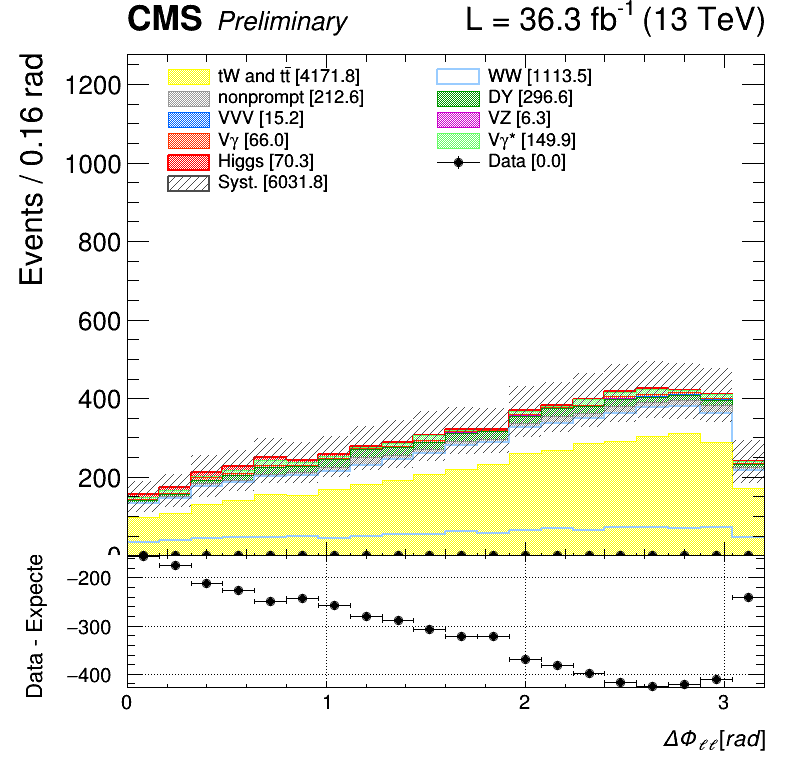 CMS Preliminary L = 36.3 fb⁻¹ (13 TeV)
Events / 0.16 rad
1200
1000
800
600
400
200
0
tW and tt̄ [4171.8]
nonprompt [212.6]
VVV [15.2]
Vγ [66.0]
Higgs [70.3]
Syst. [6031.8]
WW [1113.5]
DY [296.6]
VZ [6.3]
Vγ* [149.9]
Data [0.0]
Data - Expecte
−200
−300
−400
0 1 2 3
ΔΦℓℓ[rad]